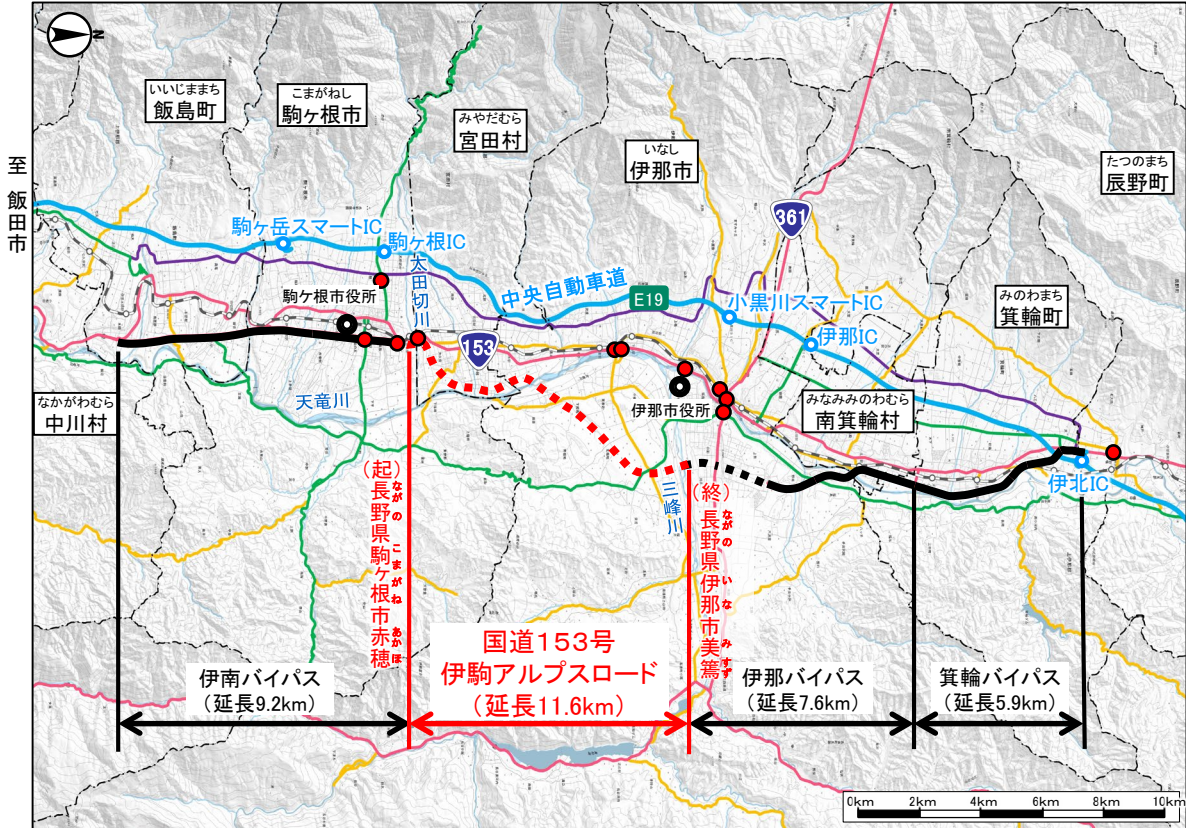 N
いいじままち
飯島町
こまがねし
駒ヶ根市
みやだむら
宮田村
いなし
伊那市
たつのまち
辰野町
至 飯田市
361
駒ヶ岳スマートIC
駒ヶ根IC
太田切川
中央自動車道
E19
小黒川スマートIC
伊那IC
みのわまち
箕輪町
駒ヶ根市役所
153
なかがわむら
中川村
天竜川
伊那市役所
みなみみのわむら
南箕輪村
伊北IC
三峰川
(起)長野県駒ヶ根市赤穂
ながの こまがね あかほ
(終)長野県伊那市美篶
ながの いな みすず
伊南バイパス
(延長9.2km)
国道153号
伊駒アルプスロード
(延長11.6km)
伊那バイパス
(延長7.6km)
箕輪バイパス
(延長5.9km)
0km 2km 4km 6km 8km 10km